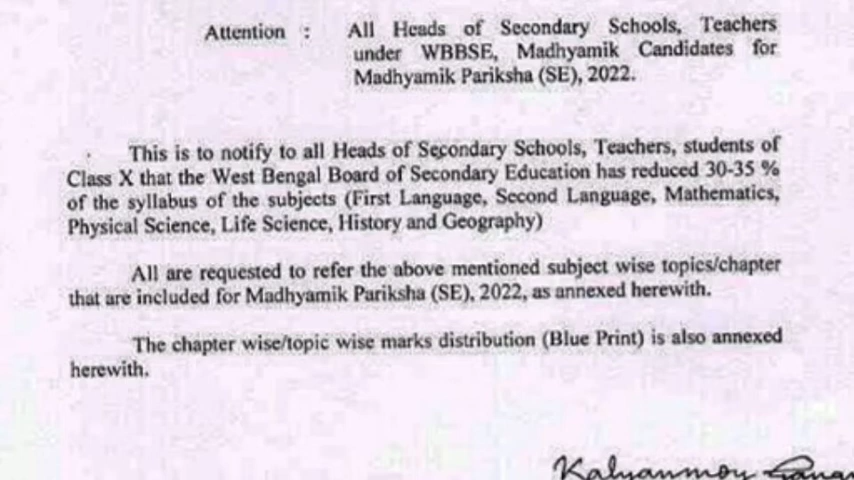 Attention : All Heads of Secondary Schools, Teachers
under WBBSE, Madhyamik Candidates for
Madhyamik Pariksha (SE), 2022.
This is to notify to all Heads of Secondary Schools, Teachers, students of
Class X that the West Bengal Board of Secondary Education has reduced 30-35 %
of the syllabus of the subjects (First Language, Second Language, Mathematics,
Physical Science, Life Science, History and Geography)
All are requested to refer the above mentioned subject wise topics/chapter
that are included for Madhyamik Pariksha (SE), 2022, as annexed herewith.
The chapter wise/topic wise marks distribution (Blue Print) is also annexed
herewith.
Kalyanmoy